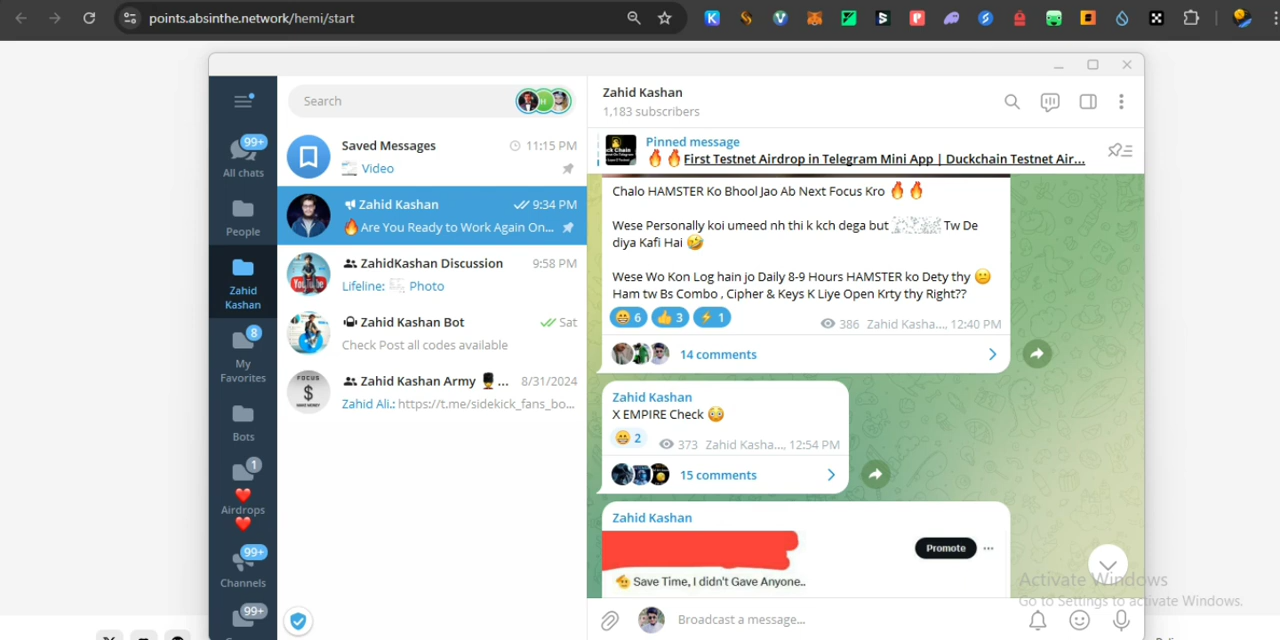 points.absinthe.network/hemi/start
Search
99+
All chats
People
Zahid
Kashan
8
My
Favorites
Bots
1
Airdrops
99+
Channels
99+
Saved Messages
11:15 PM
Video
Zahid Kashan
9:34 PM
🔥Are You Ready to Work Again On...
ZahidKashan Discussion
9:58 PM
Lifeline: Photo
Zahid Kashan Bot
Sat
Check Post all codes available
Zahid Kashan Army 💂...
8/31/2024
Zahid Ali.: https://t.me/sidekick_fans_bo...
FOCUS
$
Zahid Kashan
1,183 subscribers
Pinned message
🔥 🔥First Testnet Airdrop in Telegram Mini App | Duckchain Testnet Air...
Chalo HAMSTER Ko Bhool Jao Ab Next Focus Kro 🔥 🔥
Wese Personally koi umeed nh thi k kch dega but Tw De
diya Kafi Hai 🤣
Wese Wo Kon Log hain jo Daily 8-9 Hours HAMSTER ko Dety thy 😐
Ham tw Bs Combo , Cipher & Keys K Liye Open Krty thy Right??
😁 6 👍 3 ⚡ 1
386 Zahid Kasha..., 12:40 PM
14 comments
Zahid Kashan
X EMPIRE Check 😳
😁 2 373 Zahid Kasha..., 12:54 PM
15 comments
Zahid Kashan
Promote ...
Save Time, I didn't Gave Anyone..
Broadcast a message...
Activate Windows
Go to Settings to activate Windows.